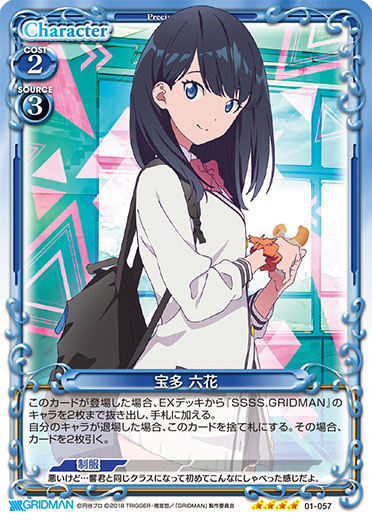 Precious
Character
COST
2
SOURCE
3
宝多 六花
このカードが登場した場合、EXデッキから『SSSS.GRIDMAN』の
キャラを2枚まで抜き出し、手札に加える。
自分のキャラが退場した場合、このカードを捨て札にする。その場合、
カードを2枚引く。
制服
悪いけど…響君と同じクラスになって初めてこんなにしゃべった感じだよ。
GRIDMAN
©円谷プロ ©2018 TRIGGER・雨宮哲/「GRIDMAN」製作委員会
★★★★ 01-057